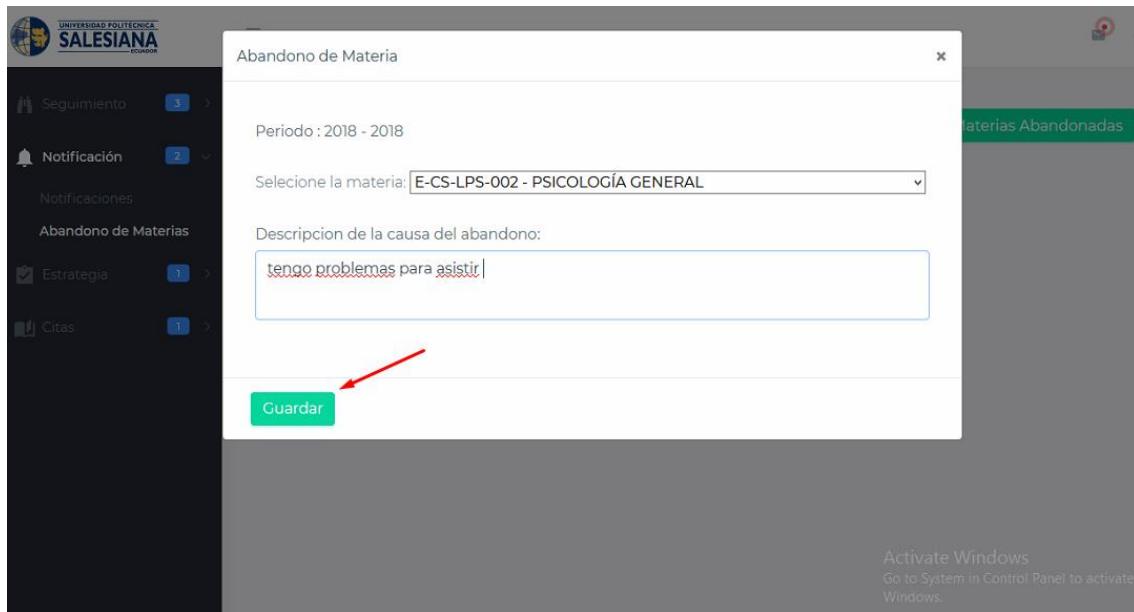 UNIVERSIDAD POLITÉCNICA
SALESIANA
ECUADOR
Seguimiento 3
Notificación 2
Notificaciones
Abandono de Materias
Estrategia 1
Citas 1
Abandono de Materia ×
Periodo : 2018 - 2018
Selecione la materia: E-CS-LPS-002 - PSICOLOGÍA GENERAL
Descripcion de la causa del abandono:
tengo problemas para asistir
Guardar
aterias Abandonadas
Activate Windows
Go to System in Control Panel to activate
Windows.